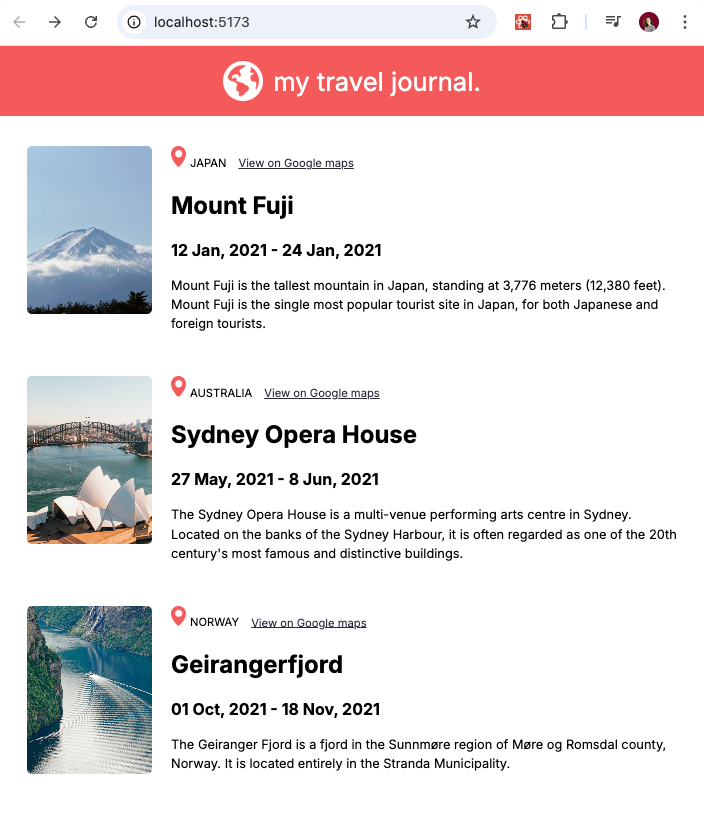 localhost:5173
my travel journal.
JAPAN View on Google maps
Mount Fuji
12 Jan, 2021 - 24 Jan, 2021
Mount Fuji is the tallest mountain in Japan, standing at 3,776 meters (12,380 feet).
Mount Fuji is the single most popular tourist site in Japan, for both Japanese and
foreign tourists.
AUSTRALIA View on Google maps
Sydney Opera House
27 May, 2021 - 8 Jun, 2021
The Sydney Opera House is a multi-venue performing arts centre in Sydney.
Located on the banks of the Sydney Harbour, it is often regarded as one of the 20th
century's most famous and distinctive buildings.
NORWAY View on Google maps
Geirangerfjord
01 Oct, 2021 - 18 Nov, 2021
The Geiranger Fjord is a fjord in the Sunnmøre region of Møre og Romsdal county,
Norway. It is located entirely in the Stranda Municipality.